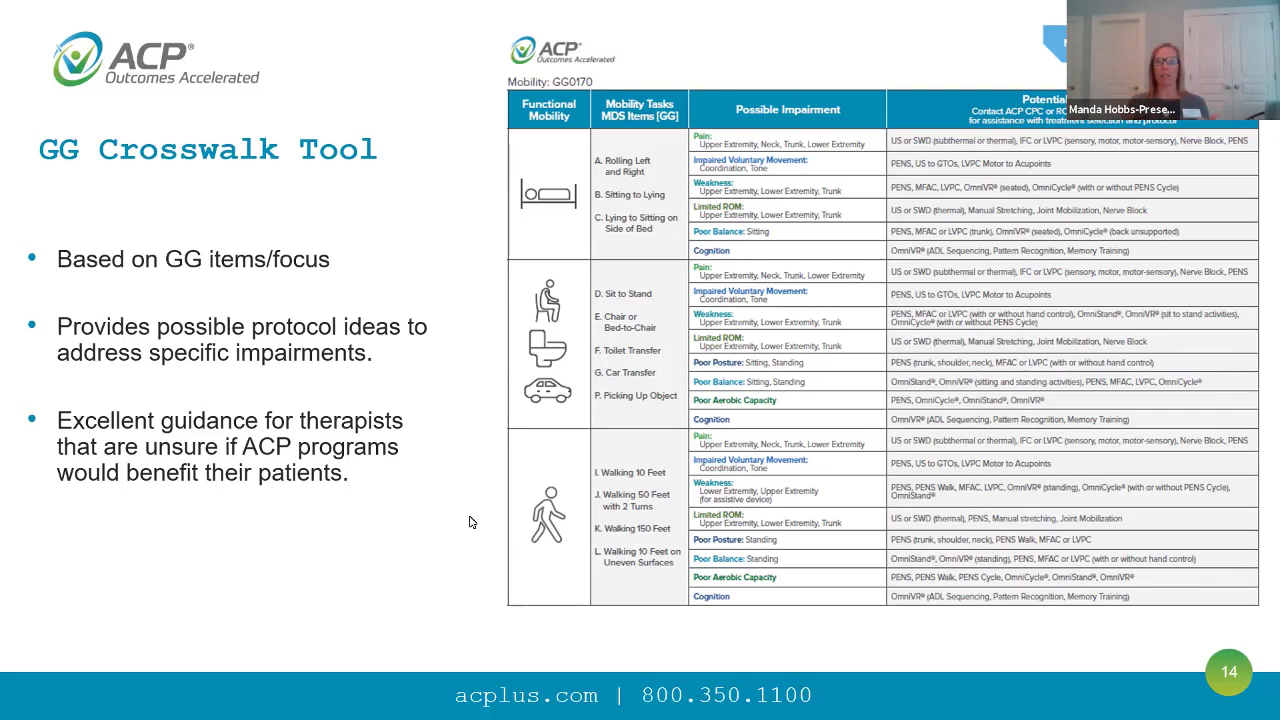 ACP®
Outcomes Accelerated
GG Crosswalk Tool
• Based on GG items/focus
• Provides possible protocol ideas to
address specific impairments.
• Excellent guidance for therapists
that are unsure if ACP programs
would benefit their patients.
ACP®
Outcomes Accelerated
Mobility: GG0170
Functional
Mobility
Mobility Tasks
MDS Items [GG]
Possible Impairment
Potential
Contact ACP CPC or
for assistance with treatment selection and protocol
Manda Hobbs-Prese...
A. Rolling Left
and Right
B. Sitting to Lying
C. Lying to Sitting on
Side of Bed
Pain:
Upper Extremity, Neck, Trunk, Lower Extremity
US or SWD (subthermal or thermal), IFC or LVPC (sensory, motor, motor-sensory), Nerve Block, PENS
Impaired Voluntary Movement:
Coordination, Tone
PENS, US to GTOs, LVPC Motor to Acupoints
Weakness:
Upper Extremity, Lower Extremity, Trunk
PENS, MFAC, LVPC, OmniVR® (seated), OmniCycle® (with or without PENS Cycle)
Limited ROM:
Upper Extremity, Lower Extremity, Trunk
US or SWD (thermal), Manual Stretching, Joint Mobilization, Nerve Block
Poor Balance: Sitting
PENS, MFAC or LVPC (trunk), OmniVR® (seated), OmniCycle® (back unsupported)
Cognition
OmniVR® (ADL Sequencing, Pattern Recognition, Memory Training)
D. Sit to Stand
E. Chair or
Bed-to-Chair
F. Toilet Transfer
G. Car Transfer
P. Picking Up Object
Pain:
Upper Extremity, Neck, Trunk, Lower Extremity
US or SWD (subthermal or thermal), IFC or LVPC (sensory, motor, motor-sensory), Nerve Block, PENS
Impaired Voluntary Movement:
Coordination, Tone
PENS, US to GTOs, LVPC Motor to Acupoints
Weakness:
Upper Extremity, Lower Extremity, Trunk
PENS, MFAC or LVPC (with or without hand control), OmniStand®, OmniVR® (sit to stand activities),
OmniCycle® (with or without PENS Cycle)
Limited ROM:
Upper Extremity, Lower Extremity, Trunk
US or SWD (thermal), Manual Stretching, Joint Mobilization, Nerve Block
Poor Posture: Sitting, Standing
PENS (trunk, shoulder, neck), MFAC or LVPC (with or without hand control)
Poor Balance: Sitting, Standing
OmniStand®, OmniVR® (sitting and standing activities), PENS, MFAC, LVPC, OmniCycle®
Poor Aerobic Capacity
PENS, OmniCycle®, OmniStand®, OmniVR®
Cognition
OmniVR® (ADL Sequencing, Pattern Recognition, Memory Training)
I. Walking 10 Feet
J. Walking 50 Feet
with 2 Turns
K. Walking 150 Feet
L. Walking 10 Feet on
Uneven Surfaces
Pain:
Upper Extremity, Neck, Trunk, Lower Extremity
US or SWD (subthermal or thermal), IFC or LVPC (sensory, motor, motor-sensory), Nerve Block, PENS
Impaired Voluntary Movement:
Coordination, Tone
PENS, US to GTOs, LVPC Motor to Acupoints
Weakness:
Lower Extremity, Upper Extremity
(for assistive device)
PENS, PENS Walk, MFAC, LVPC, OmniVR® (standing), OmniCycle® (with or without PENS Cycle),
OmniStand®
Limited ROM:
Upper Extremity, Lower Extremity, Trunk
US or SWD (thermal), PENS, Manual stretching, Joint Mobilization
Poor Posture: Standing
PENS (trunk, shoulder, neck), PENS Walk, MFAC or LVPC
Poor Balance: Standing
OmniStand®, OmniVR® (standing), PENS, MFAC or LVPC (with or without hand control)
Poor Aerobic Capacity
PENS, PENS Walk, PENS Cycle, OmniCycle®, OmniStand®, OmniVR®
Cognition
OmniVR® (ADL Sequencing, Pattern Recognition, Memory Training)
14
acplus.com | 800.350.1100